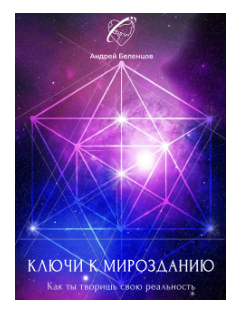 Андрей Беленцов
КЛЮЧИ К МИРОЗДАНИЮ
Как ты творишь свою реальность